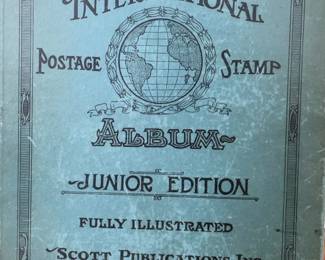 INTERNATIONAL
POSTAGE STAMP
ALBUM
JUNIOR EDITION
FULLY ILLUSTRATED
SCOTT PUBLICATIONS INC